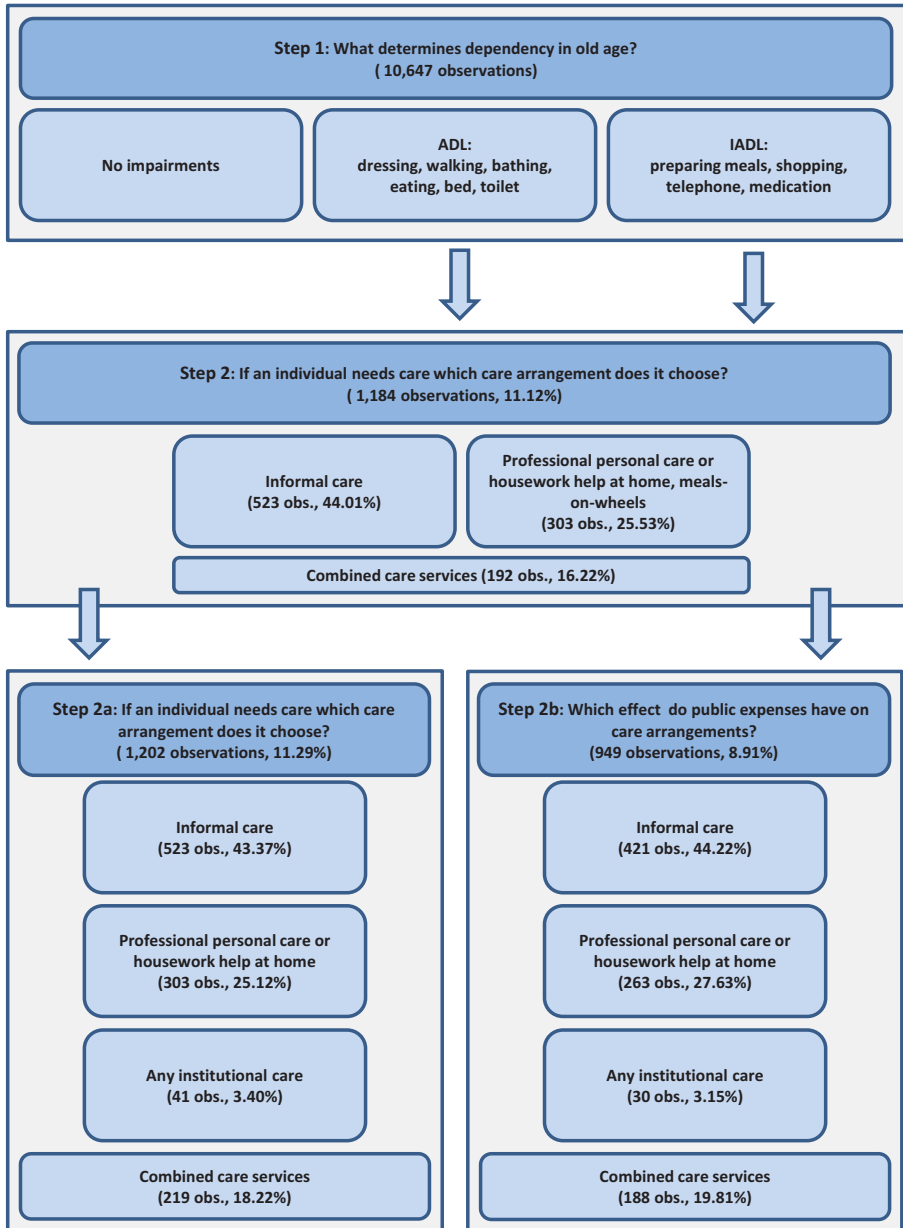 Step 1: What determines dependency in old age?
( 10,647 observations)
No impairments
ADL:
dressing, walking, bathing,
eating, bed, toilet
IADL:
preparing meals, shopping,
telephone, medication
Step 2: If an individual needs care which care arrangement does it choose?
( 1,184 observations, 11.12%)
Informal care
(523 obs., 44.01%)
Professional personal care or
housework help at home, meals-
on-wheels
(303 obs., 25.53%)
Combined care services (192 obs., 16.22%)
Step 2a: If an individual needs care which care
arrangement does it choose?
( 1,202 observations, 11.29%)
Informal care
(523 obs., 43.37%)
Professional personal care or
housework help at home
(303 obs., 25.12%)
Any institutional care
(41 obs., 3.40%)
Combined care services
(219 obs., 18.22%)
Step 2b: Which effect do public expenses have on
care arrangements?
(949 observations, 8.91%)
Informal care
(421 obs., 44.22%)
Professional personal care or
housework help at home
(263 obs., 27.63%)
Any institutional care
(30 obs., 3.15%)
Combined care services
(188 obs., 19.81%)